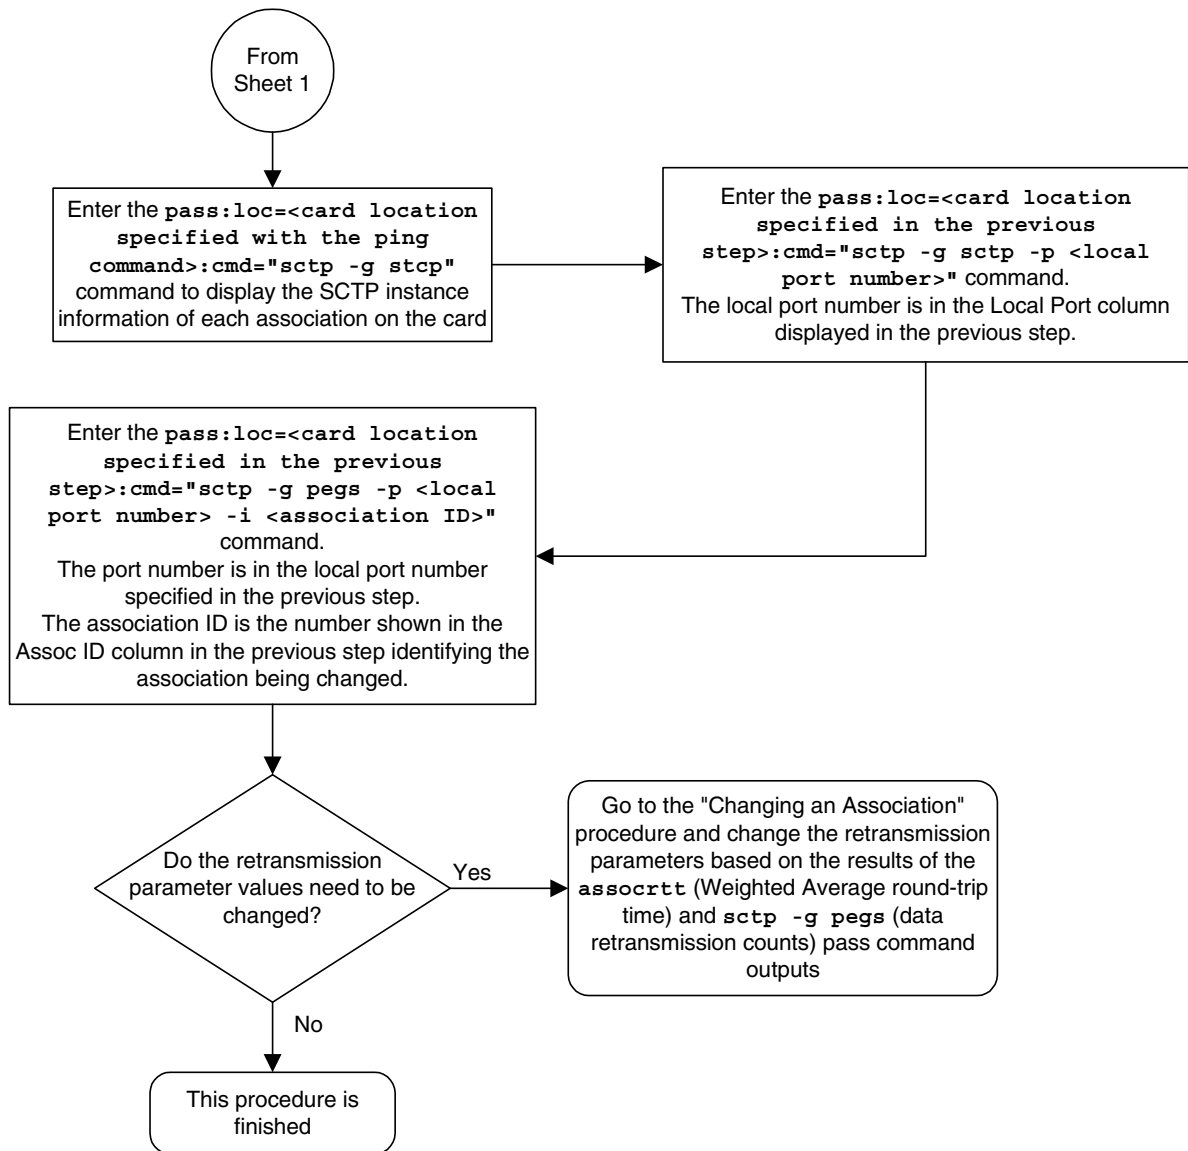 From
Sheet 1
Enter the pass:loc=<card location
specified with the ping
command>:cmd="sctp -g stcp"
command to display the SCTP instance
information of each association on the card
Enter the pass:loc=<card location
specified in the previous
step>:cmd="sctp -g sctp -p <local
port number>" command.
The local port number is in the Local Port column
displayed in the previous step.
Enter the pass:loc=<card location
specified in the previous
step>:cmd="sctp -g pegs -p <local
port number> -i <association ID>"
command.
The port number is in the local port number
specified in the previous step.
The association ID is the number shown in the
Assoc ID column in the previous step identifying the
association being changed.
Do the retransmission
parameter values need to be
changed?
Yes
Go to the "Changing an Association"
procedure and change the retransmission
parameters based on the results of the
assocrtt (Weighted Average round-trip
time) and sctp -g pegs (data
retransmission counts) pass command
outputs
No
This procedure is
finished